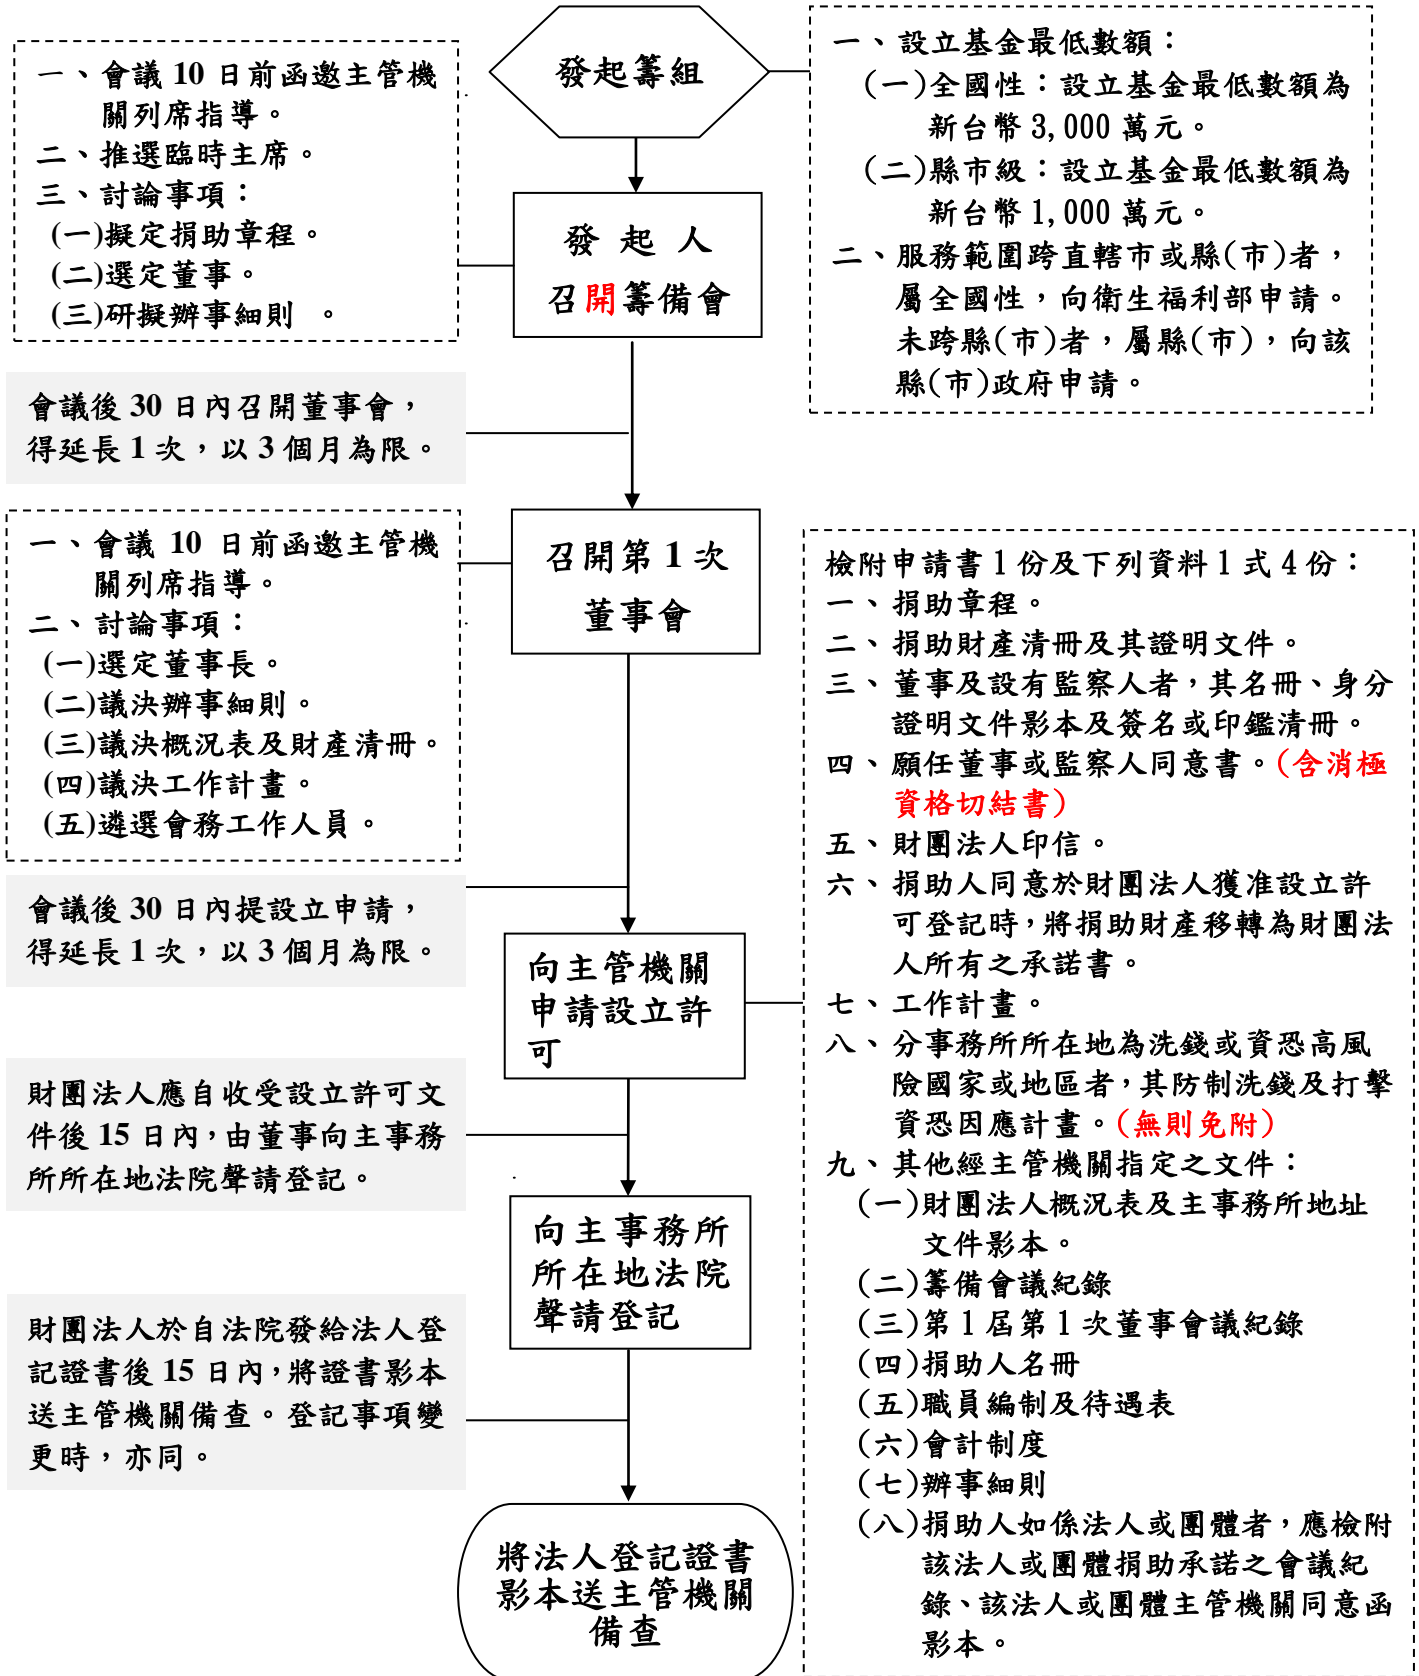 發起籌組
一、設立基金最低數額：
(一)全國性：設立基金最低數額為
新台幣 3,000 萬元。
(二)縣市級：設立基金最低數額為
新台幣 1,000 萬元。
二、服務範圍跨直轄市或縣(市)者，
屬全國性，向衛生福利部申請。
未跨縣(市)者，屬縣(市)，向該
縣(市)政府申請。
一、會議 10 日前函邀主管機
關列席指導。
二、推選臨時主席。
三、討論事項：
(一)擬定捐助章程。
(二)選定董事。
(三)研擬辦事細則 。
發 起 人
召開籌備會
會議後 30 日內召開董事會，
得延長 1 次，以 3 個月為限。
一、會議 10 日前函邀主管機
關列席指導。
二、討論事項：
(一)選定董事長。
(二)議決辦事細則。
(三)議決概況表及財產清冊。
(四)議決工作計畫。
(五)遴選會務工作人員。
召開第 1 次
董事會
會議後 30 日內提設立申請，
得延長 1 次，以 3 個月為限。
向主管機關
申請設立許
可
檢附申請書 1 份及下列資料 1 式 4 份：
一、捐助章程。
二、捐助財產清冊及其證明文件。
三、董事及設有監察人者，其名冊、身分
證明文件影本及簽名或印鑑清冊。
四、願任董事或監察人同意書。(含消極
資格切結書)
五、財團法人印信。
六、捐助人同意於財團法人獲准設立許
可登記時，將捐助財產移轉為財團法
人所有之承諾書。
七、工作計畫。
八、分事務所所在地為洗錢或資恐高風
險國家或地區者，其防制洗錢及打擊
資恐因應計畫。(無則免附)
九、其他經主管機關指定之文件：
(一)財團法人概況表及主事務所地址
文件影本。
(二)籌備會議紀錄
(三)第 1 屆第 1 次董事會議紀錄
(四)捐助人名冊
(五)職員編制及待遇表
(六)會計制度
(七)辦事細則
(八)捐助人如係法人或團體者，應檢附
該法人或團體捐助承諾之會議紀
錄、該法人或團體主管機關同意函
影本。
財團法人應自收受設立許可文
件後 15 日內，由董事向主事務
所所在地法院聲請登記。
向主事務所
所在地法院
聲請登記
財團法人於自法院發給法人登
記證書後 15 日內，將證書影本
送主管機關備查。登記事項變
更時，亦同。
將法人登記證書
影本送主管機關
備查